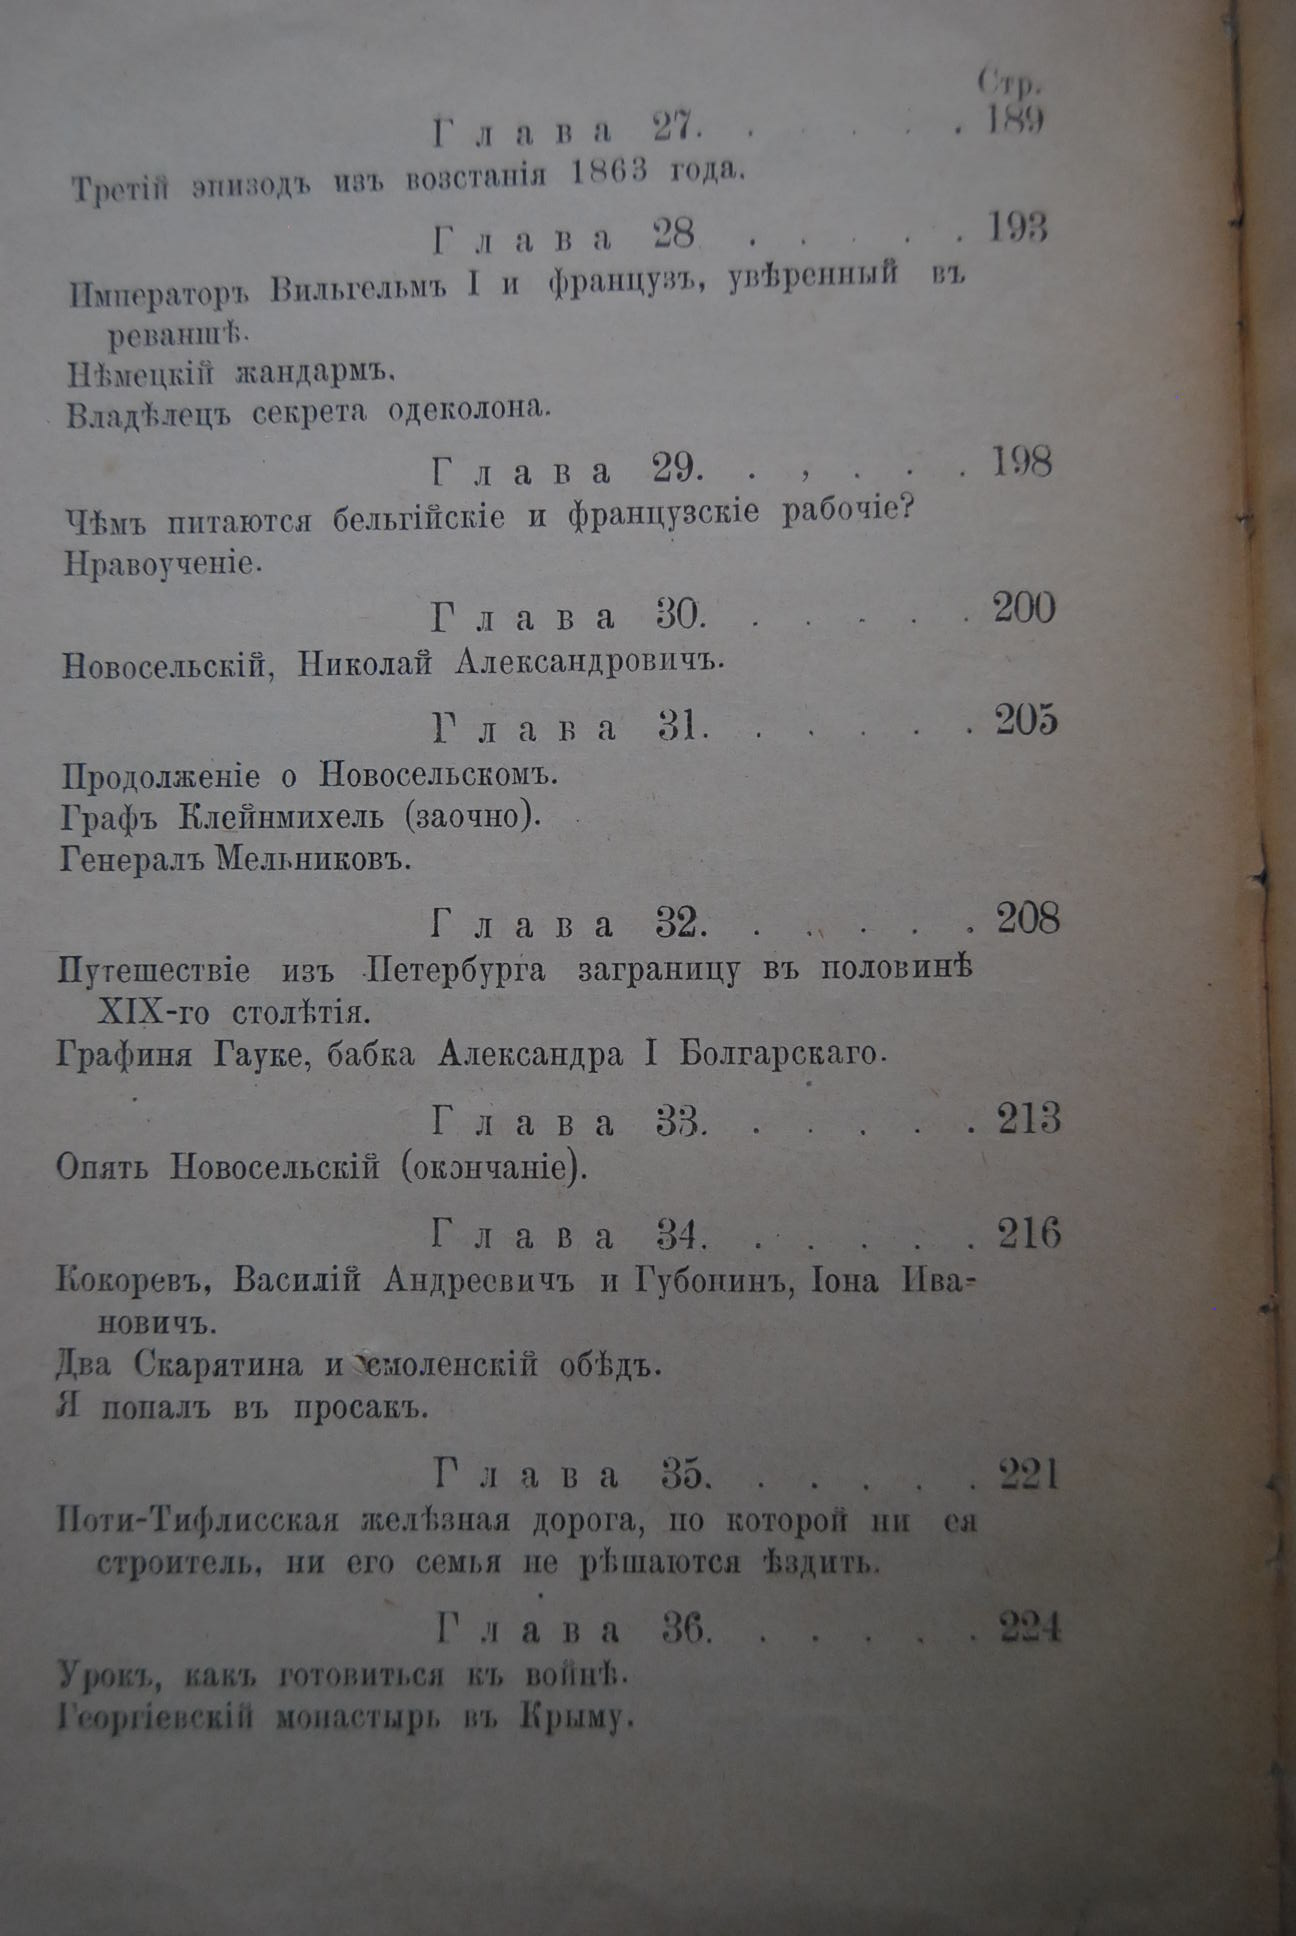 Стр.
Глава 27. . . . . . 189
Третій эпизодъ изъ возстанія 1863 года.
Глава 28 . . . . . 193
Императоръ Вильгельмъ I и французъ, увѣренный въ
реваншѣ.
Нѣмецкій жандармъ.
Владѣлецъ секрета одеколона.
Глава 29. . , . . . 198
Чѣмъ питаются бельгійскіе и французскіе рабочіе?
Нравоученіе.
Глава 30. . . . . . 200
Новосельскій, Николай Александровичъ.
Глава 31. . . . . . 205
Продолженіе о Новосельскомъ.
Графъ Клейнмихель (заочно).
Генералъ Мельниковъ.
Глава 32. . . . . . 208
Путешествіе изъ Петербурга заграницу въ половинѣ
XIX-го столѣтія.
Графиня Гауке, бабка Александра I Болгарскаго.
Глава 33. . . . . . 213
Опять Новосельскій (окончаніе).
Глава 34. . . . . . 216
Кокоревъ, Василій Андреевичъ и Губонинъ, Іона Ива-
новичъ.
Два Скарятина и смоленскій обѣдъ.
Я попалъ въ просакъ.
Глава 35. . . . . . 221
Поти-Тифлисская желѣзная дорога, по которой ни ея
строитель, ни его семья не рѣшаются ѣздить.
Глава 36. . . . . . 224
Урокъ, какъ готовиться къ войнѣ.
Георгіевскій монастырь въ Крыму.